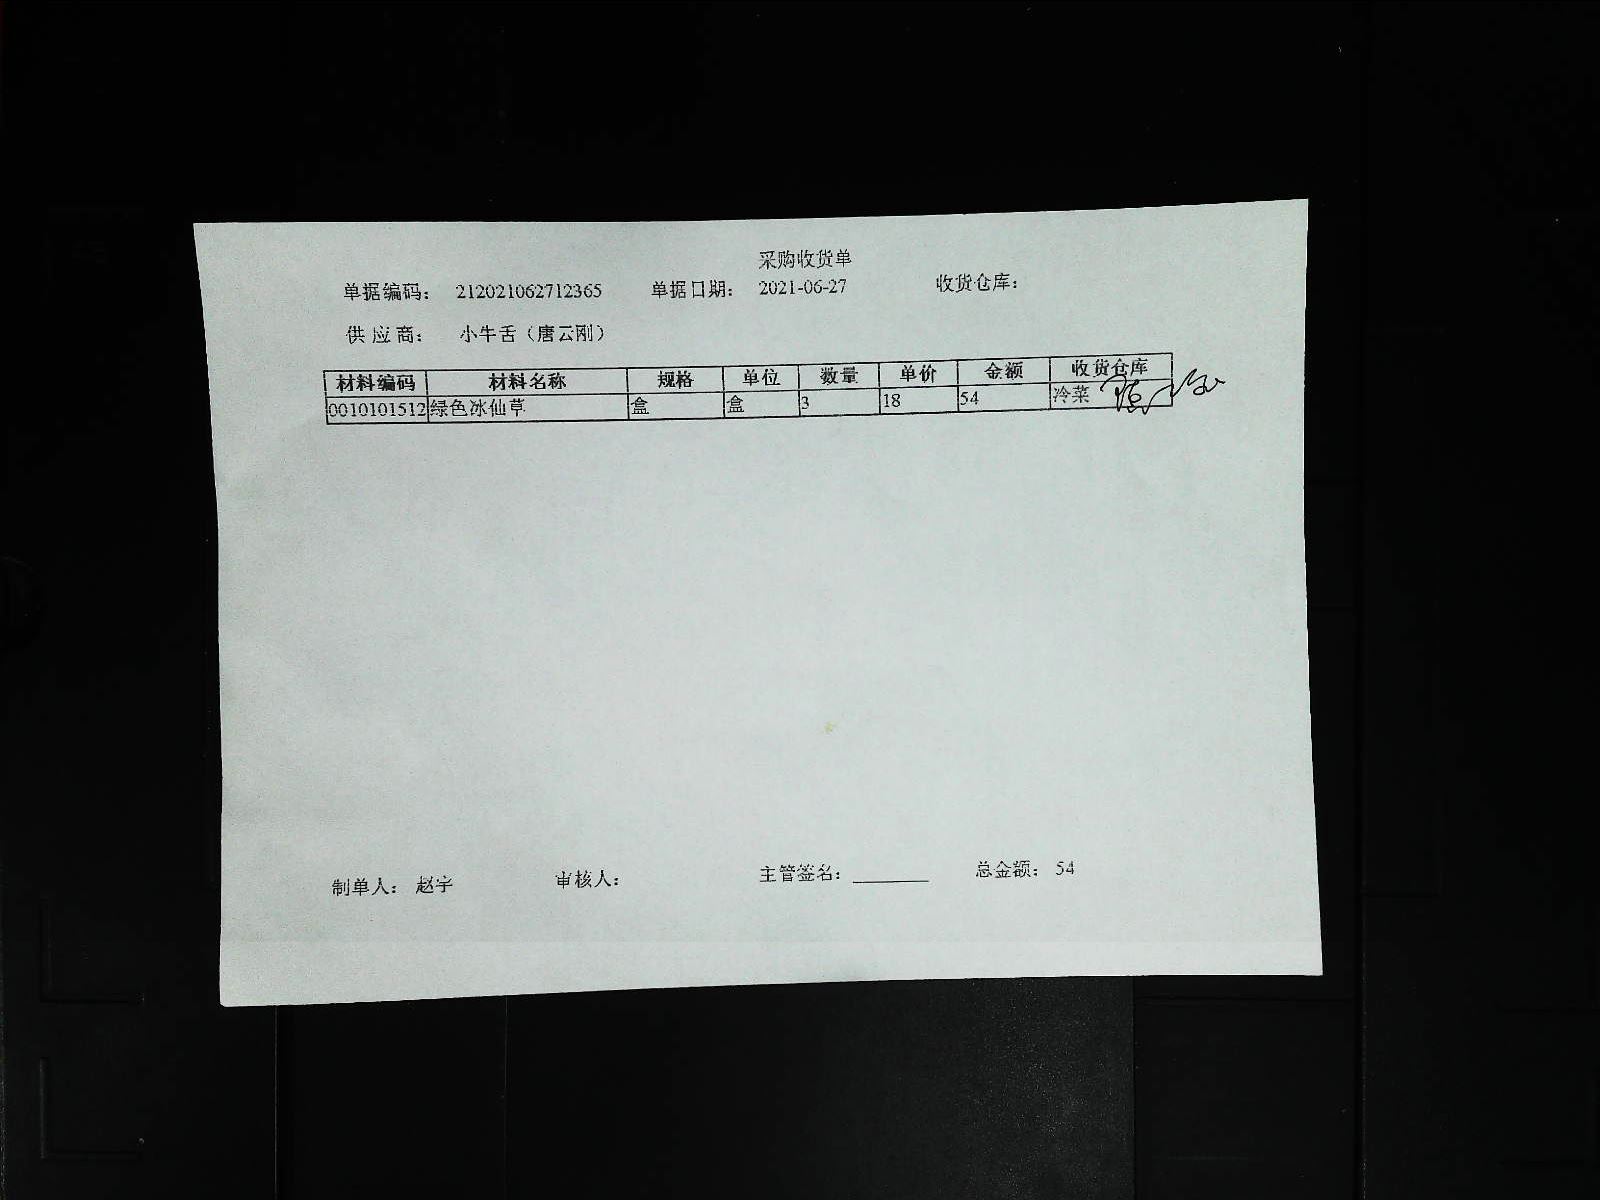 采购收货单
单据编码： 212021062712365 单据日期： 2021-06-27 收货仓库：
供 应 商： 小牛舌（唐云刚）
材料编码 材料名称 规格 单位 数量 单价 金额 收货仓库
0010101512 绿色冰仙草 盒 盒 3 18 54 冷菜
制单人： 赵宇 审核人： 主管签名： 总金额： 54